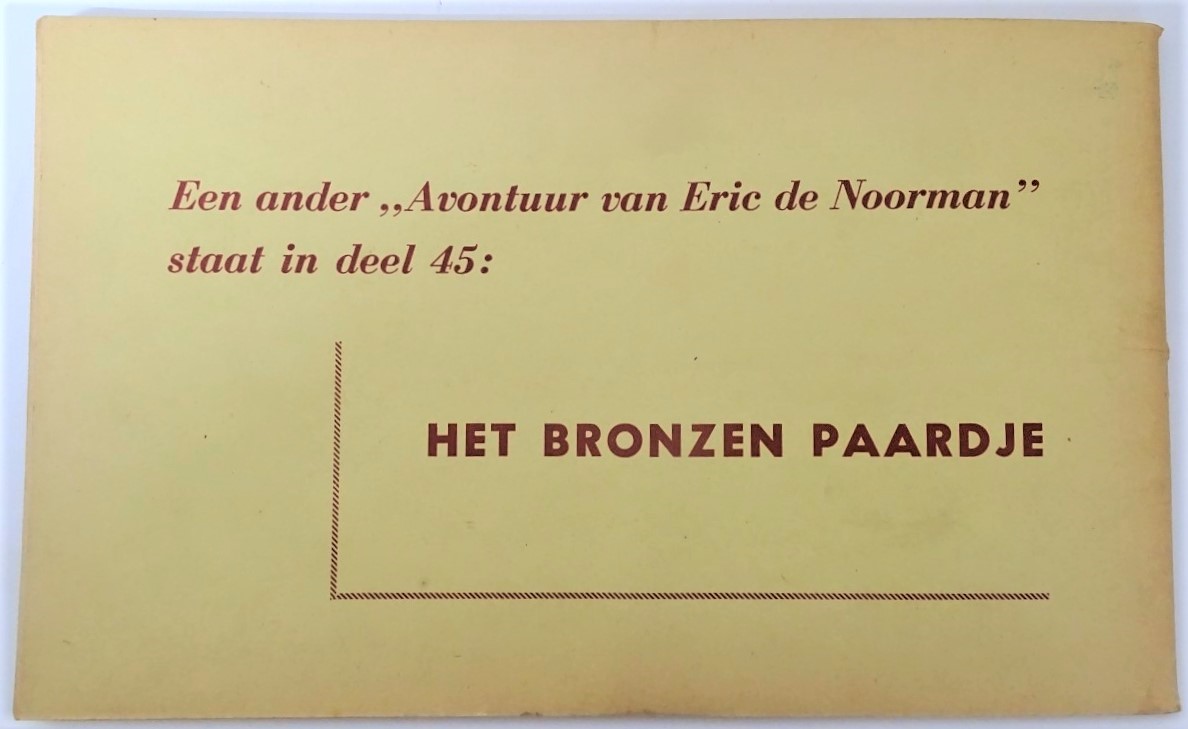 Een ander „Avontuur van Eric de Noorman”
staat in deel 45:
HET BRONZEN PAARDJE